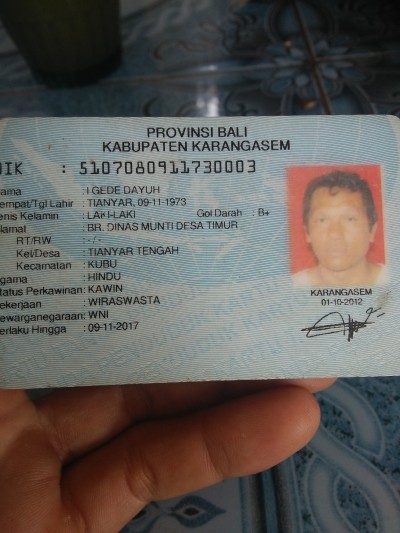 PROVINSI BALI
KABUPATEN KARANGASEM
NIK : 5107080911730003
ama : I GEDE DAYUH
empat/Tgl Lahir : TIANYAR, 09-11-1973
enis Kelamin : LAKI-LAKI Gol Darah : B+
lamat : BR. DINAS MUNTI DESA TIMUR
RT/RW : -/-
Kel/Desa : TIANYAR TENGAH
Kecamatan : KUBU
gama : HINDU
Status Perkawinan: KAWIN
ekerjaan : WIRASWASTA
ewarganegaraan: WNI
erlaku Hingga : 09-11-2017
KARANGASEM
01-10-2012